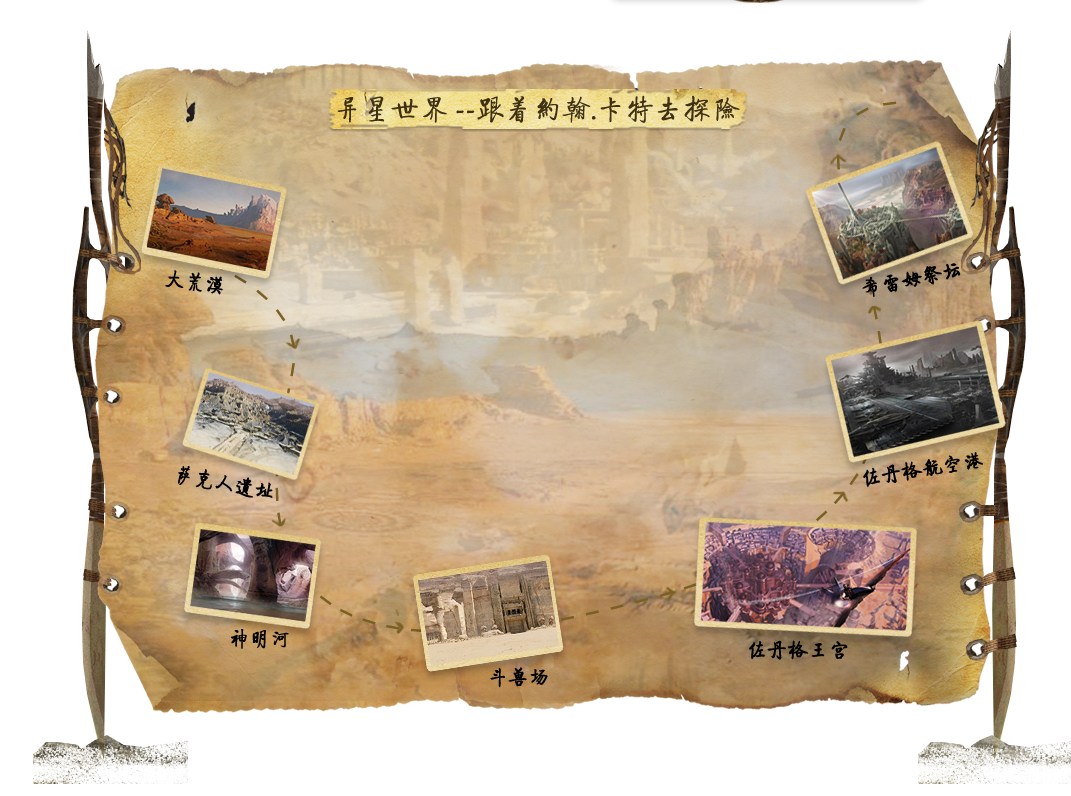 异星世界--跟着約翰.卡特去探險
大荒漠
萨克人遺址
神明河
斗兽场
佐丹格王宫
佐丹格航空港
希雷姆祭坛